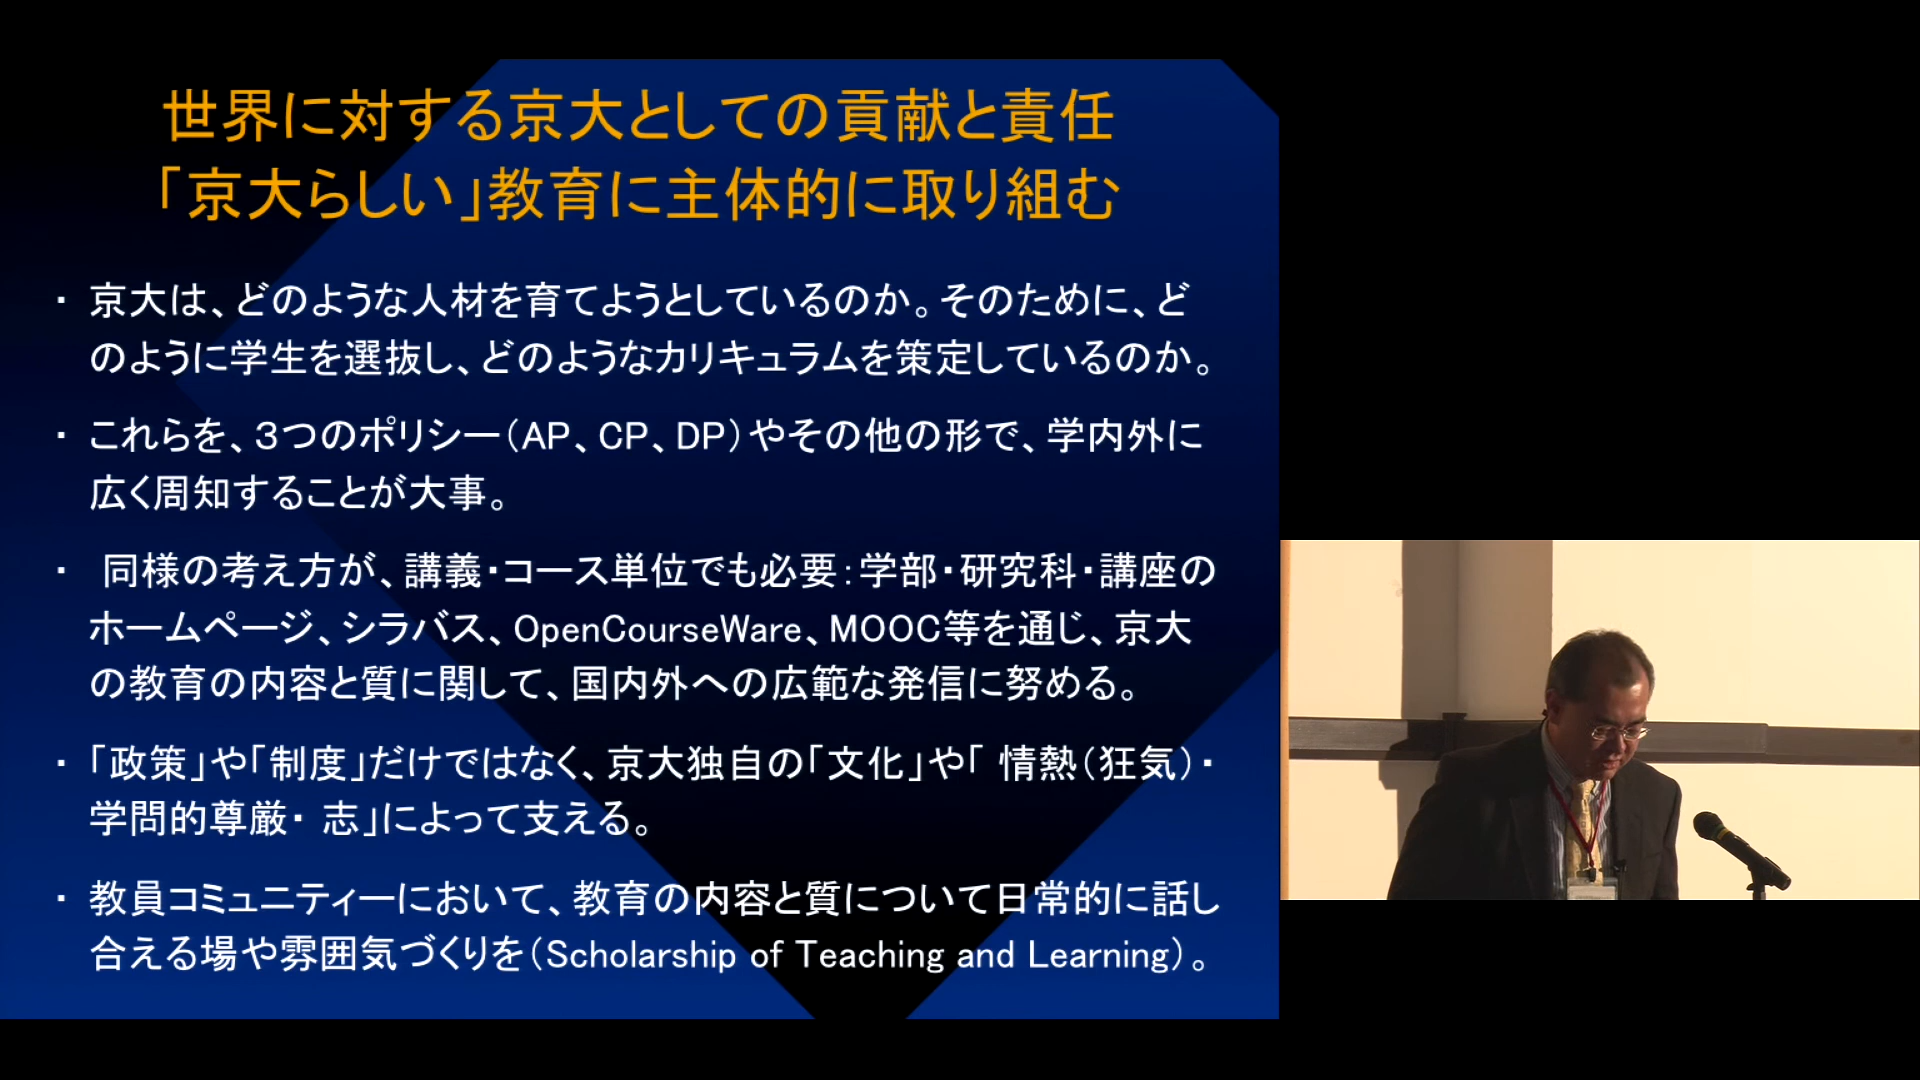 世界に対する京大としての貢献と責任
「京大らしい」教育に主体的に取り組む
・ 京大は、どのような人材を育てようとしているのか。そのために、ど
のように学生を選抜し、どのようなカリキュラムを策定しているのか。
・ これらを、３つのポリシー（AP、CP、DP）やその他の形で、学内外に
広く周知することが大事。
・ 同様の考え方が、講義・コース単位でも必要：学部・研究科・講座の
ホームページ、シラバス、OpenCourseWare、MOOC等を通じ、京大
の教育の内容と質に関して、国内外への広範な発信に努める。
・ 「政策」や「制度」だけではなく、京大独自の「文化」や「 情熱（狂気）・
学問的尊厳・ 志」によって支える。
・ 教員コミュニティーにおいて、教育の内容と質について日常的に話し
合える場や雰囲気づくりを（Scholarship of Teaching and Learning）。